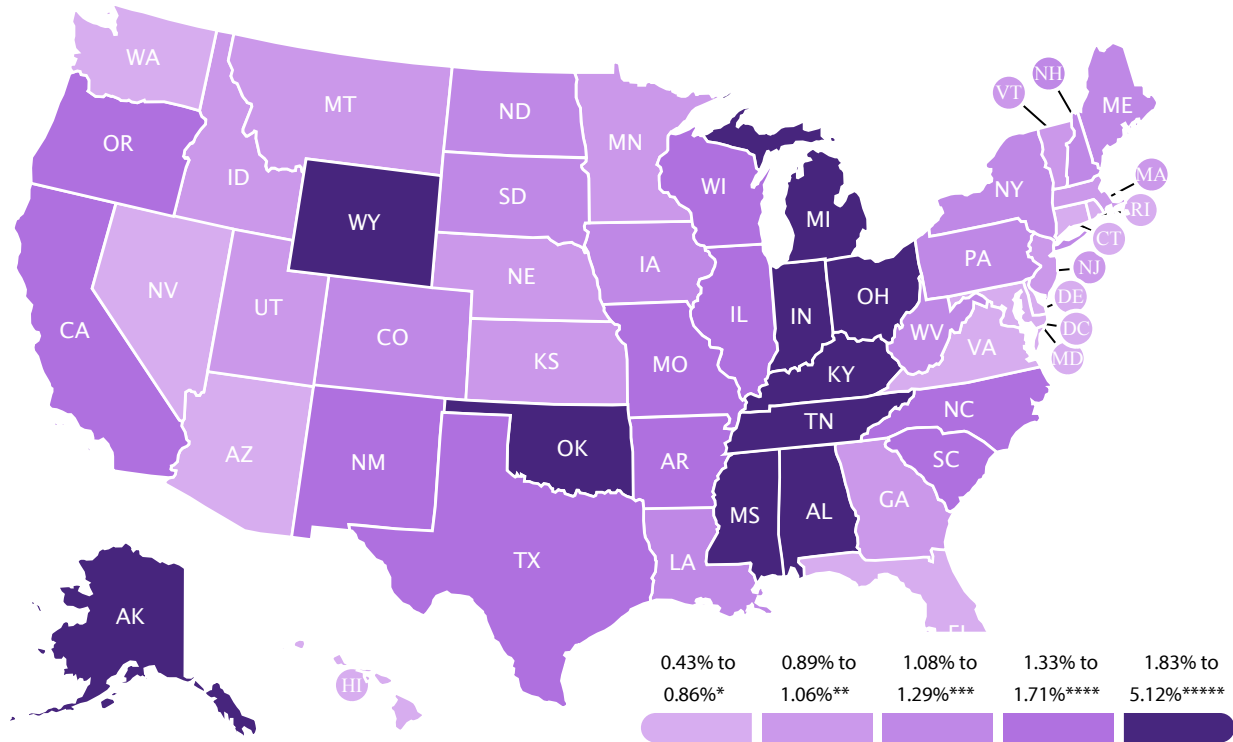 WA
MT
ND
MN
VT
NH
ME
OR
ID
WY
SD
WI
MI
NY
MA
RI
CT
NJ
DE
DC
MD
NV
UT
CO
NE
IA
IL
IN
OH
PA
WV
VA
CA
KS
MO
KY
AZ
NM
OK
AR
TN
NC
SC
MS
AL
GA
TX
LA
FL
AK
HI
0.43% to
0.86%*
0.89% to
1.06%**
1.08% to
1.29%***
1.33% to
1.71%****
1.83% to
5.12%*****